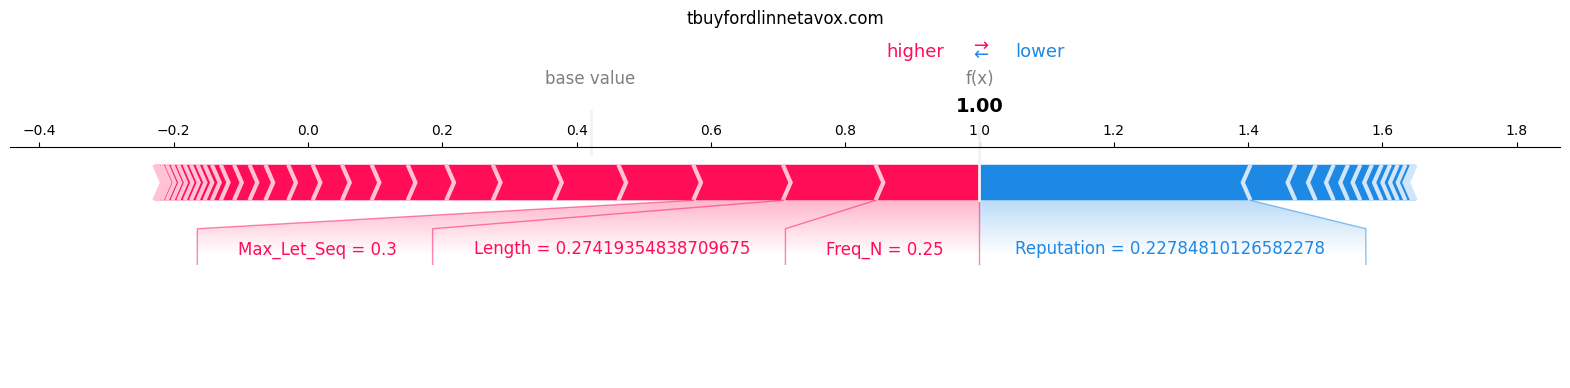 tbuyfordlinnetavox.com
higher ⇄ lower
base value f(x)
1.00
−0.4 −0.2 0.0 0.2 0.4 0.6 0.8 1.0 1.2 1.4 1.6 1.8
Max_Let_Seq = 0.3 Length = 0.27419354838709675 Freq_N = 0.25 Reputation = 0.22784810126582278